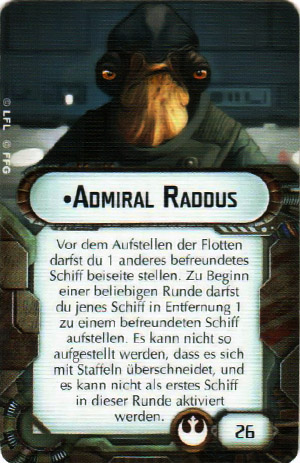 © LFL © FFG
•Admiral Raddus
Vor dem Aufstellen der Flotten
darfst du 1 anderes befreundetes
Schiff beiseite stellen. Zu Beginn
einer beliebigen Runde darfst
du jenes Schiff in Entfernung 1
zu einem befreundeten Schiff
aufstellen. Es kann nicht so
aufgestellt werden, dass es sich
mit Staffeln überschneidet, und
es kann nicht als erstes Schiff
in dieser Runde aktiviert
werden.
26